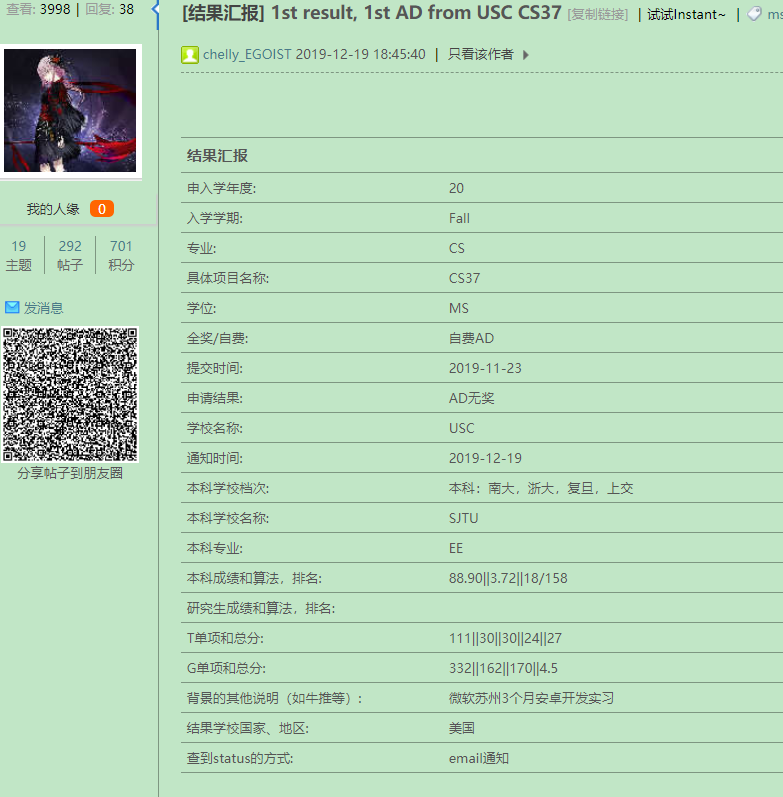 查看: 3998 | 回复: 38
[结果汇报] 1st result, 1st AD from USC CS37 [复制链接] | 试试Instant~ |
chelly_EGOIST 2019-12-19 18:45:40 | 只看该作者
我的人缘 0
19 292 701
主题 帖子 积分
发消息
分享帖子到朋友圈
结果汇报
申入学年度: 20
入学学期: Fall
专业: CS
具体项目名称: CS37
学位: MS
全奖/自费: 自费AD
提交时间: 2019-11-23
申请结果: AD无奖
学校名称: USC
通知时间: 2019-12-19
本科学校档次: 本科：南大，浙大，复旦，上交
本科学校名称: SJTU
本科专业: EE
本科成绩和算法，排名: 88.90||3.72||18/158
研究生成绩和算法，排名:
T单项和总分: 111||30||30||24||27
G单项和总分: 332||162||170||4.5
背景的其他说明（如牛推等）: 微软苏州3个月安卓开发实习
结果学校国家、地区: 美国
查到status的方式: email通知